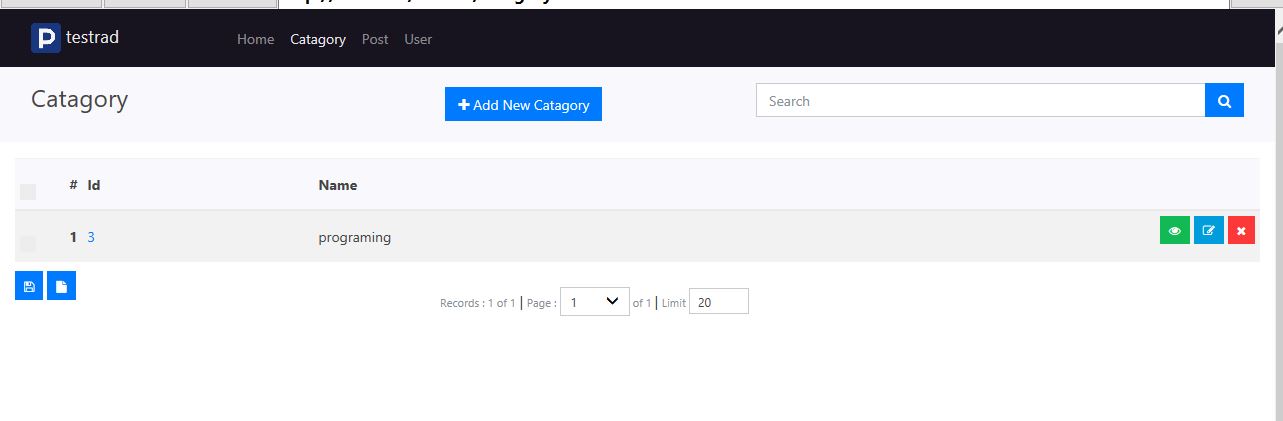 P testrad Home Catagory Post User
Catagory
Add New Catagory
Search
# Id Name
1 3 programing
Records : 1 of 1 | Page : 1 of 1 | Limit 20